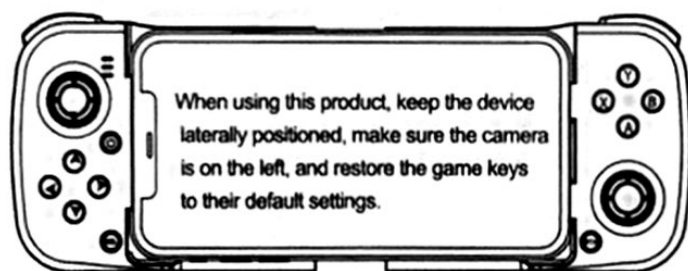 When using this product, keep the device
laterally positioned, make sure the camera
is on the left, and restore the game keys
to their default settings.
Y
X B
A